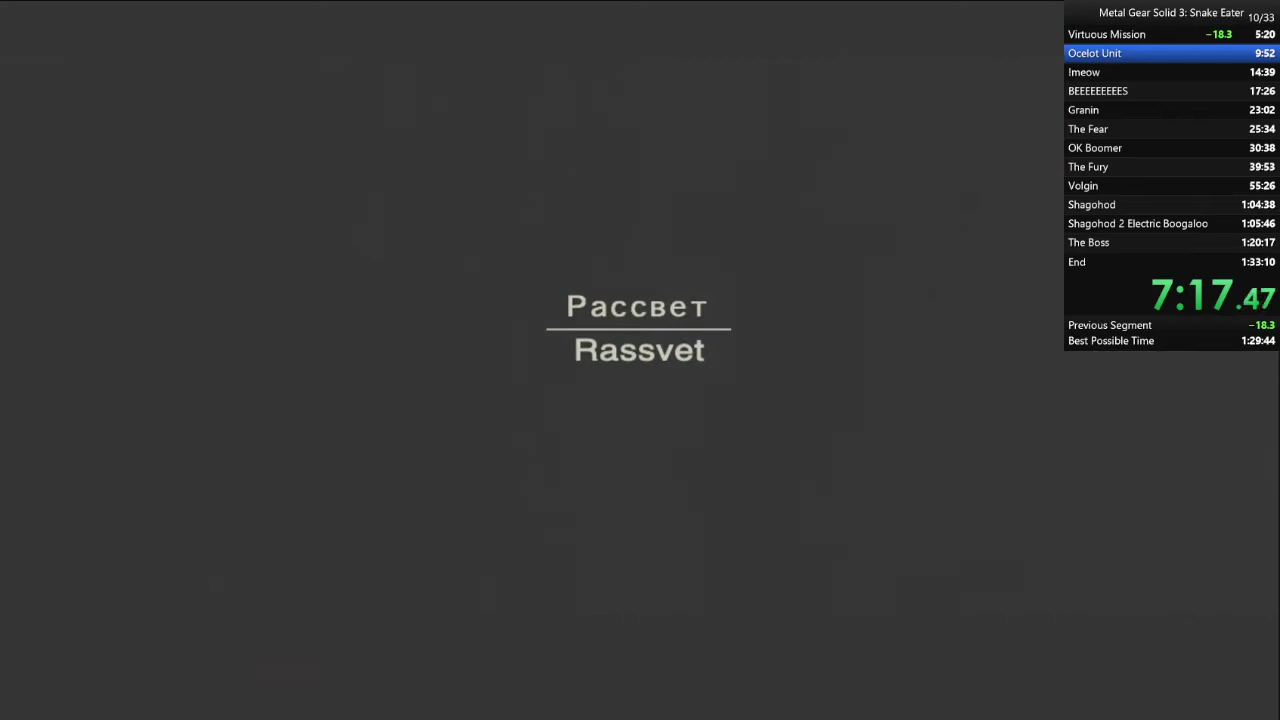 Рассвет
Rassvet
Metal Gear Solid 3: Snake Eater 10/33
Virtuous Mission −18.3 5:20
Ocelot Unit 9:52
!meow 14:39
BEEEEEEEEES 17:26
Granin 23:02
The Fear 25:34
OK Boomer 30:38
The Fury 39:53
Volgin 55:26
Shagohod 1:04:38
Shagohod 2 Electric Boogaloo 1:05:46
The Boss 1:20:17
End 1:33:10
7:17.47
Previous Segment −18.3
Best Possible Time 1:29:44